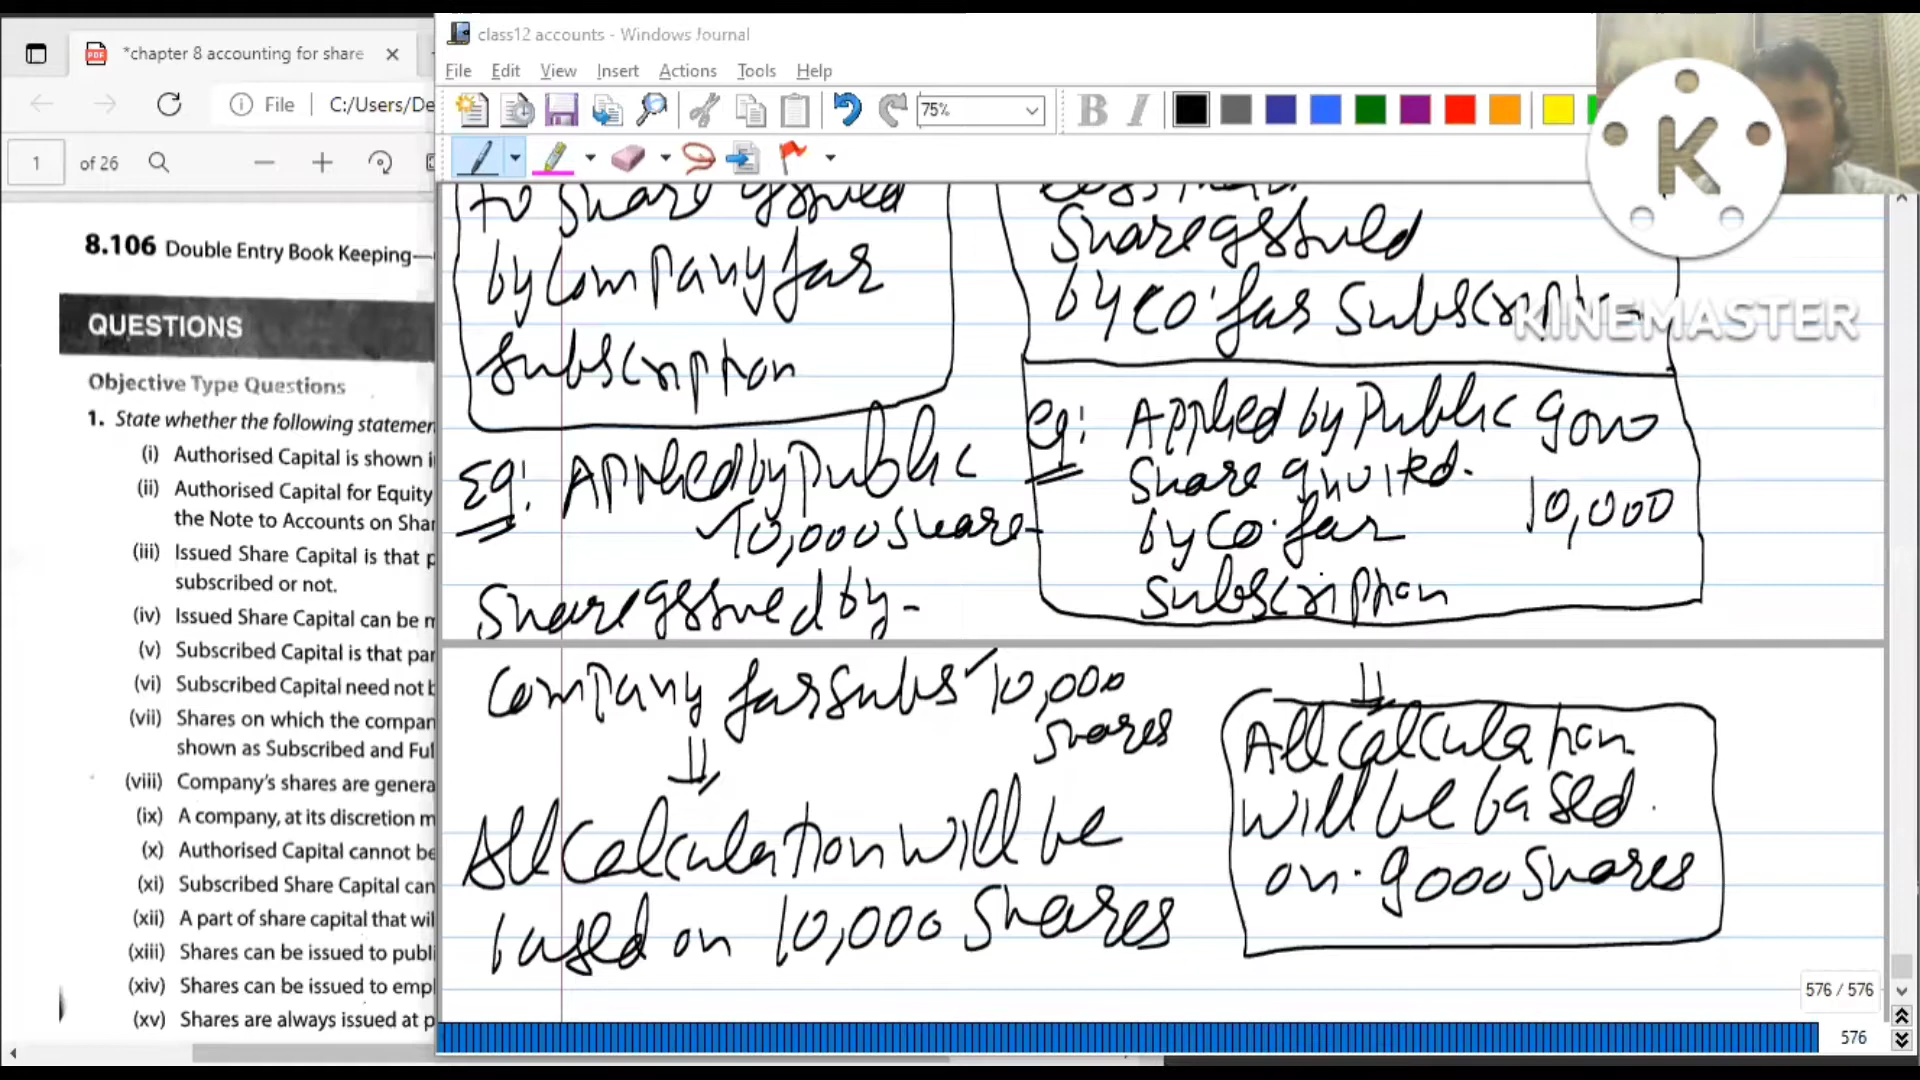 *chapter 8 accounting for share
File
C:/Users/De
1 of 26
8.106 Double Entry Book Keeping—
QUESTIONS
Objective Type Questions
1. State whether the following statemen
(i) Authorised Capital is shown i
(ii) Authorised Capital for Equity
the Note to Accounts on Shar
(iii) Issued Share Capital is that p
subscribed or not.
(iv) Issued Share Capital can be m
(v) Subscribed Capital is that par
(vi) Subscribed Capital need not b
(vii) Shares on which the compan
shown as Subscribed and Ful
(viii) Company's shares are genera
(ix) A company, at its discretion m
(x) Authorised Capital cannot be
(xi) Subscribed Share Capital can
(xii) A part of share capital that wil
(xiii) Shares can be issued to publi
(xiv) Shares can be issued to emp
(xv) Shares are always issued at p
class12 accounts - Windows Journal
File Edit View Insert Actions Tools Help
75%
B I
K
KINEMASTER
to share issued
by company for
subscription
Eg: Applied by public
10,000 share
Share issued by-
Company for subs 10,000
shares
All calculation will be
based on 10,000 shares
less than
share issued
by co. for
eg: Applied by Public 9000
share invited.
by co. for 10,000
subscription
All calculation
will be based
on. 9000 shares
576 / 576
576